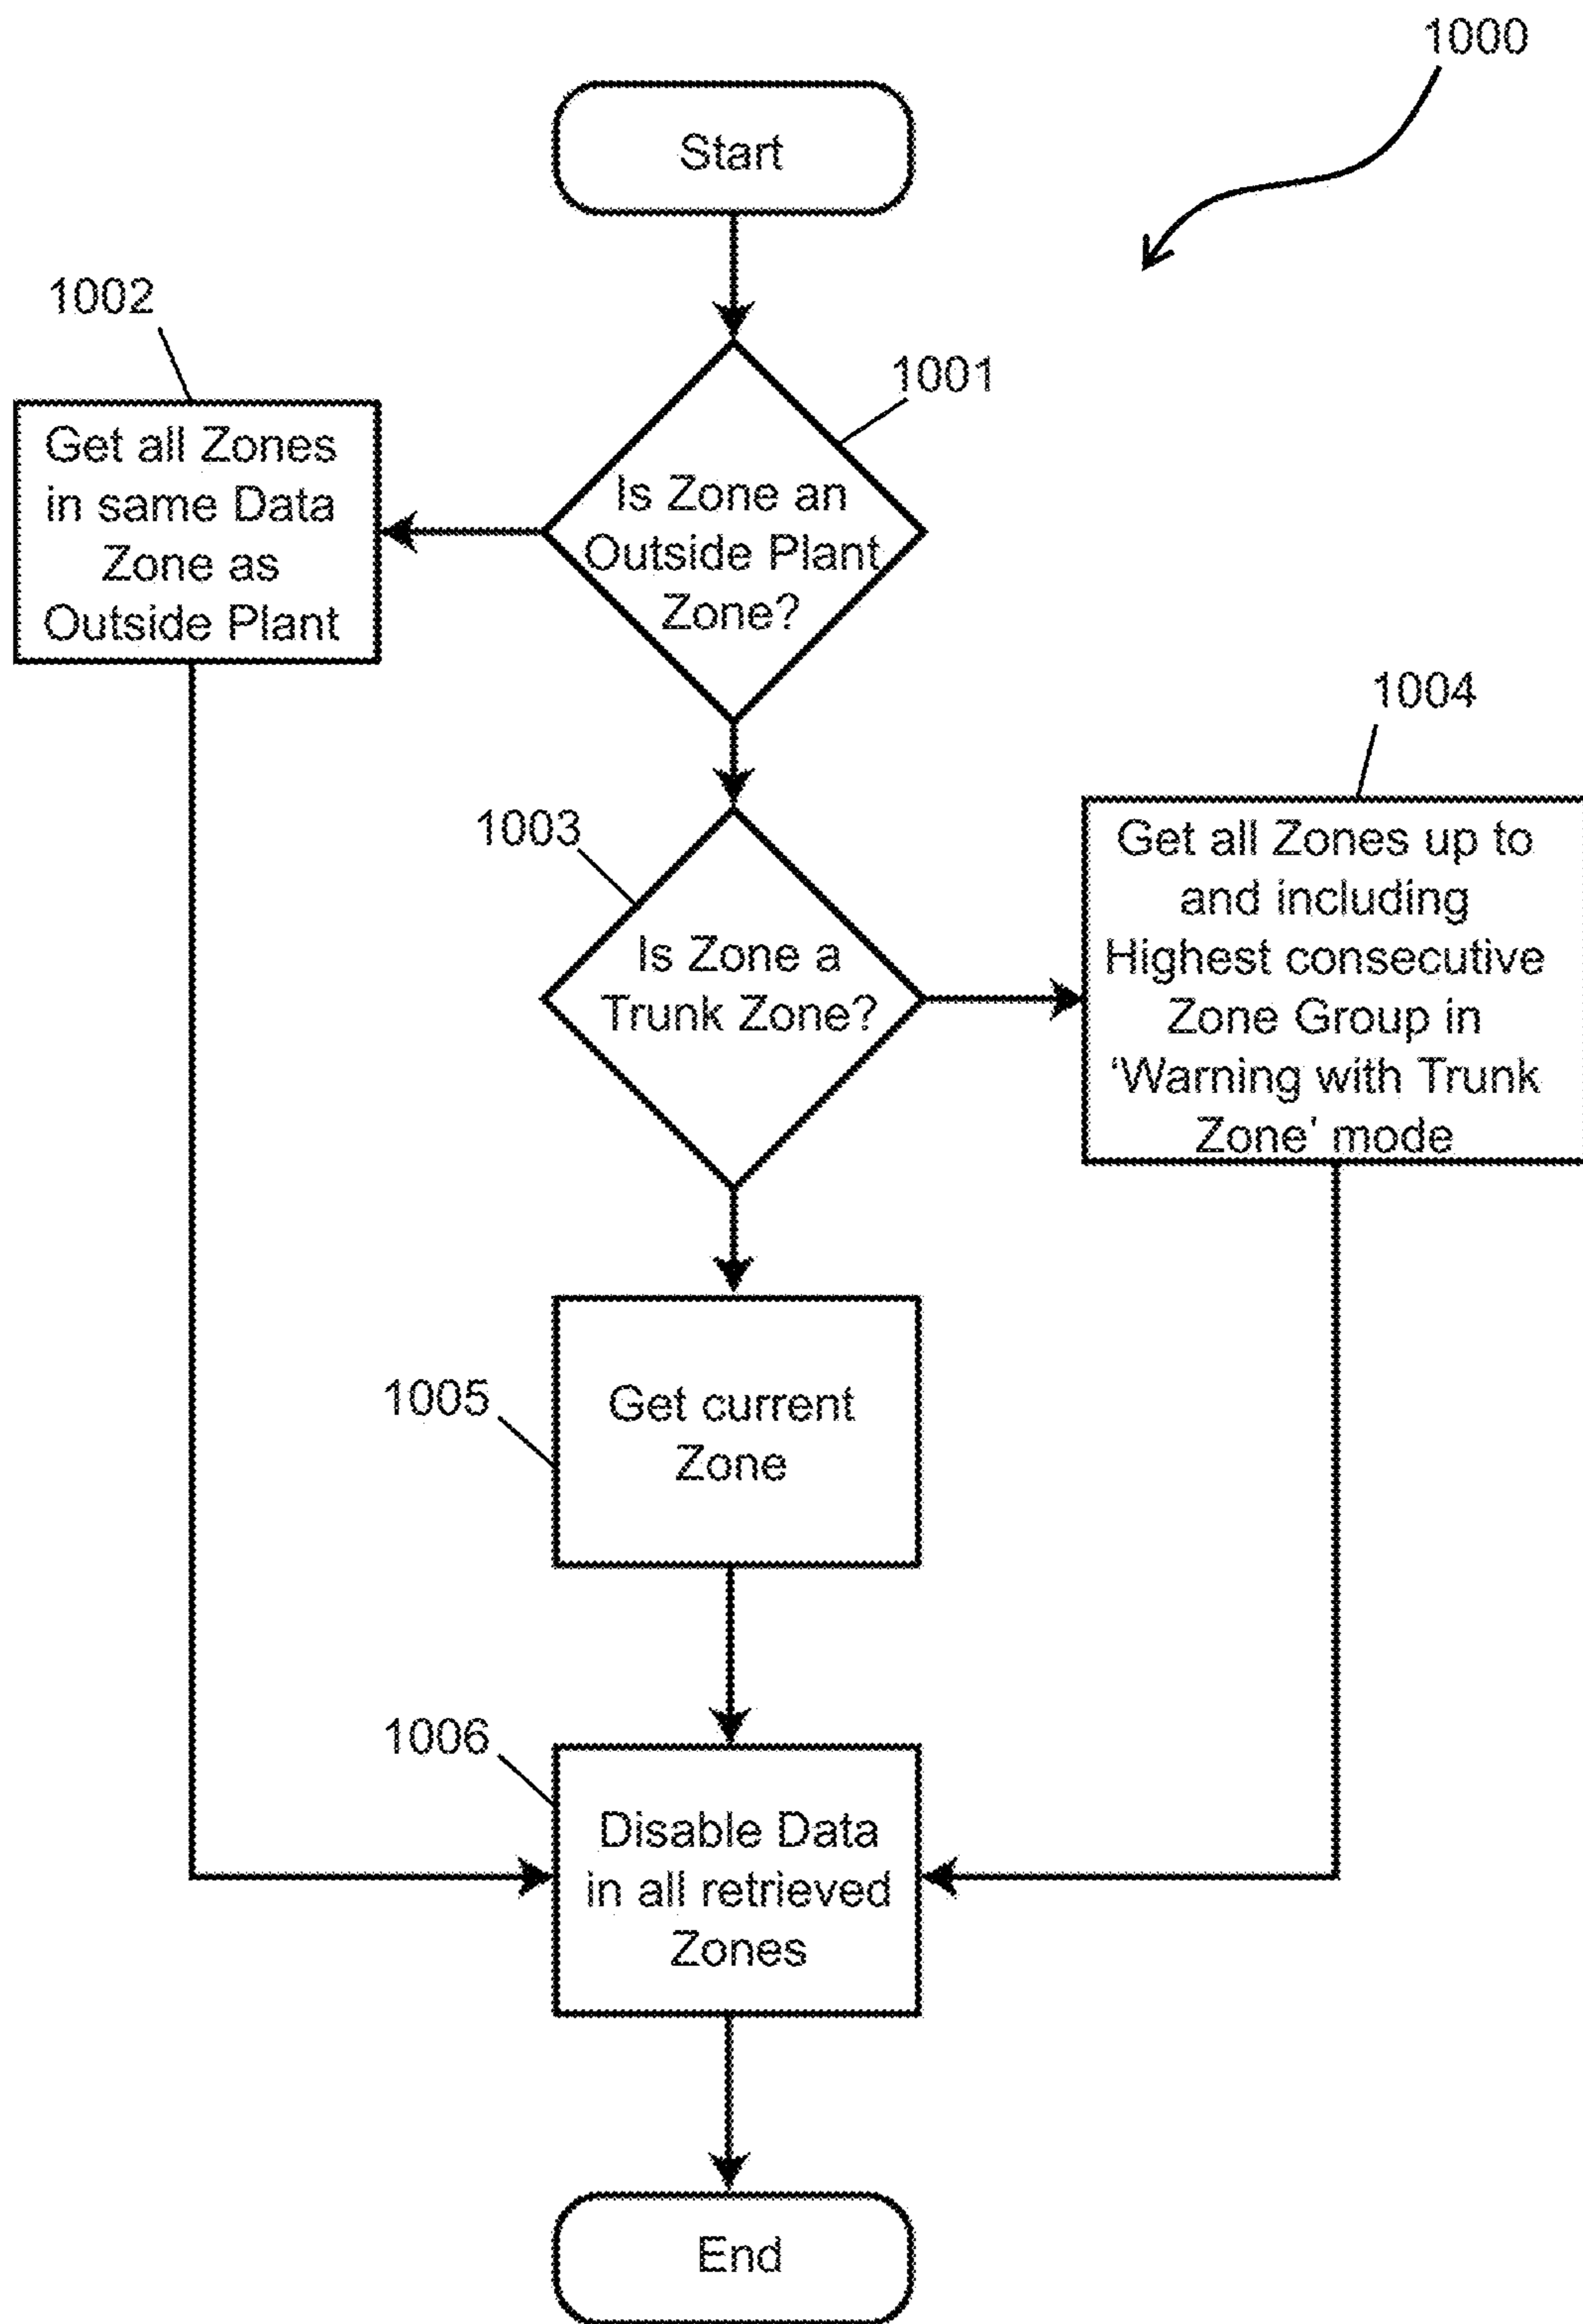 1000
Start
1002
1001
Get all Zones
in same Data
Zone as
Outside Plant
Is Zone an
Outside Plant
Zone?
1004
1003
Is Zone a
Trunk Zone?
Get all Zones up to
and including
Highest consecutive
Zone Group in
‘Warning with Trunk
Zone’ mode
1005
Get current
Zone
1006
Disable Data
in all retrieved
Zones
End